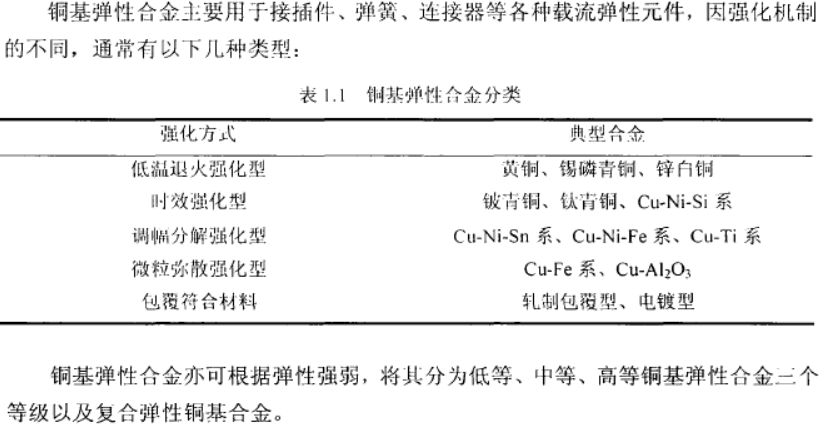 铜基弹性合金主要用于接插件、弹簧、连接器等各种载流弹性元件，因强化机制
的不同，通常有以下几种类型：
表 1.1 铜基弹性合金分类
强化方式 典型合金
低温退火强化型 黄铜、锡磷青铜、锌白铜
时效强化型 铍青铜、钛青铜、Cu-Ni-Si 系
调幅分解强化型 Cu-Ni-Sn 系、Cu-Ni-Fe 系、Cu-Ti 系
微粒弥散强化型 Cu-Fe 系、Cu-Al₂O₃
包覆符合材料 轧制包覆型、电镀型
铜基弹性合金亦可根据弹性强弱，将其分为低等、中等、高等铜基弹性合金三个
等级以及复合弹性铜基合金。